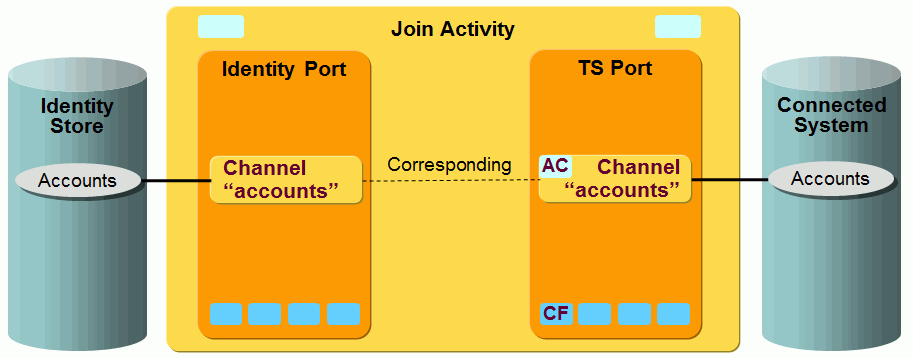 Join Activity
Identity Port
TS Port
Identity
Store
Connected
System
Accounts
Channel
“accounts”
Corresponding
AC
Channel
“accounts”
Accounts
CF